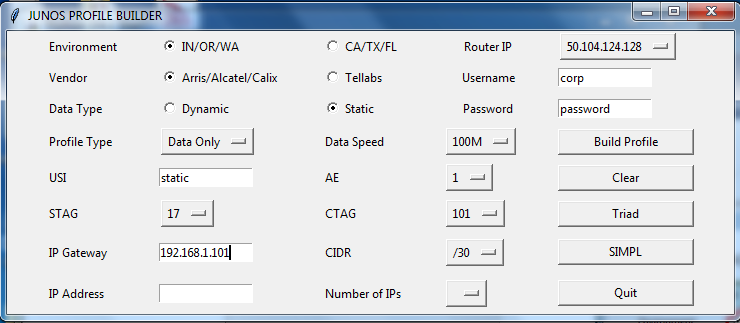 JUNOS PROFILE BUILDER
Environment IN/OR/WA CA/TX/FL Router IP 50.104.124.128
Vendor Arris/Alcatel/Calix Tellabs Username corp
Data Type Dynamic Static Password password
Profile Type Data Only Data Speed 100M Build Profile
USI static AE 1 Clear
STAG 17 CTAG 101 Triad
IP Gateway 192.168.1.101 CIDR /30 SIMPL
IP Address Number of IPs Quit